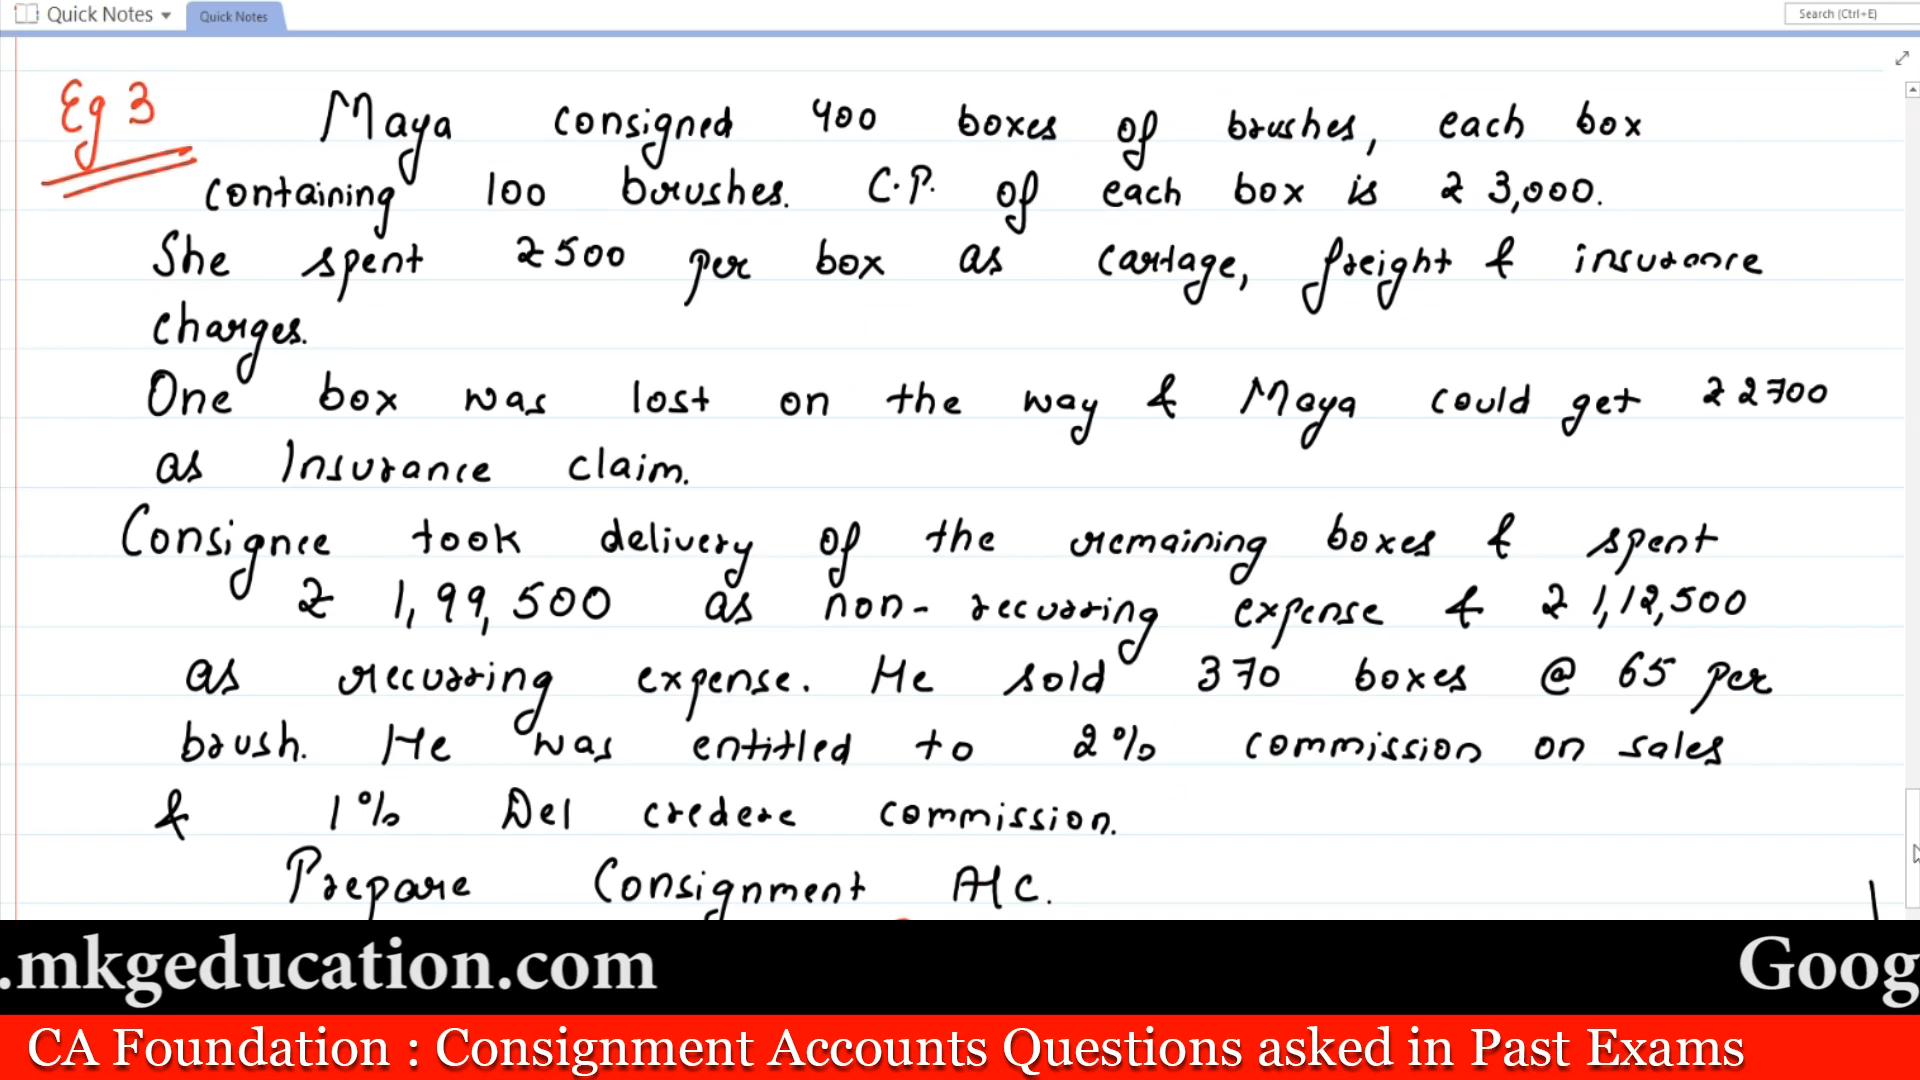 Quick Notes
Quick Notes
Search (Ctrl+E)
Eg 3
Maya consigned 400 boxes of brushes, each box
containing 100 brushes. C.P. of each box is ₹ 3,000.
She spent ₹ 500 per box as cartage, freight & insurance
charges.
One box was lost on the way & Maya could get ₹ 2700
as Insurance claim.
Consignee took delivery of the remaining boxes & spent
₹ 1,99,500 as non-recurring expense & ₹ 1,12,500
as recurring expense. He sold 370 boxes @ 65 per
brush. He was entitled to 2% commission on sales
& 1% Del credere commission.
Prepare Consignment A/C.
.mkgeducation.com
Goog
CA Foundation : Consignment Accounts Questions asked in Past Exams